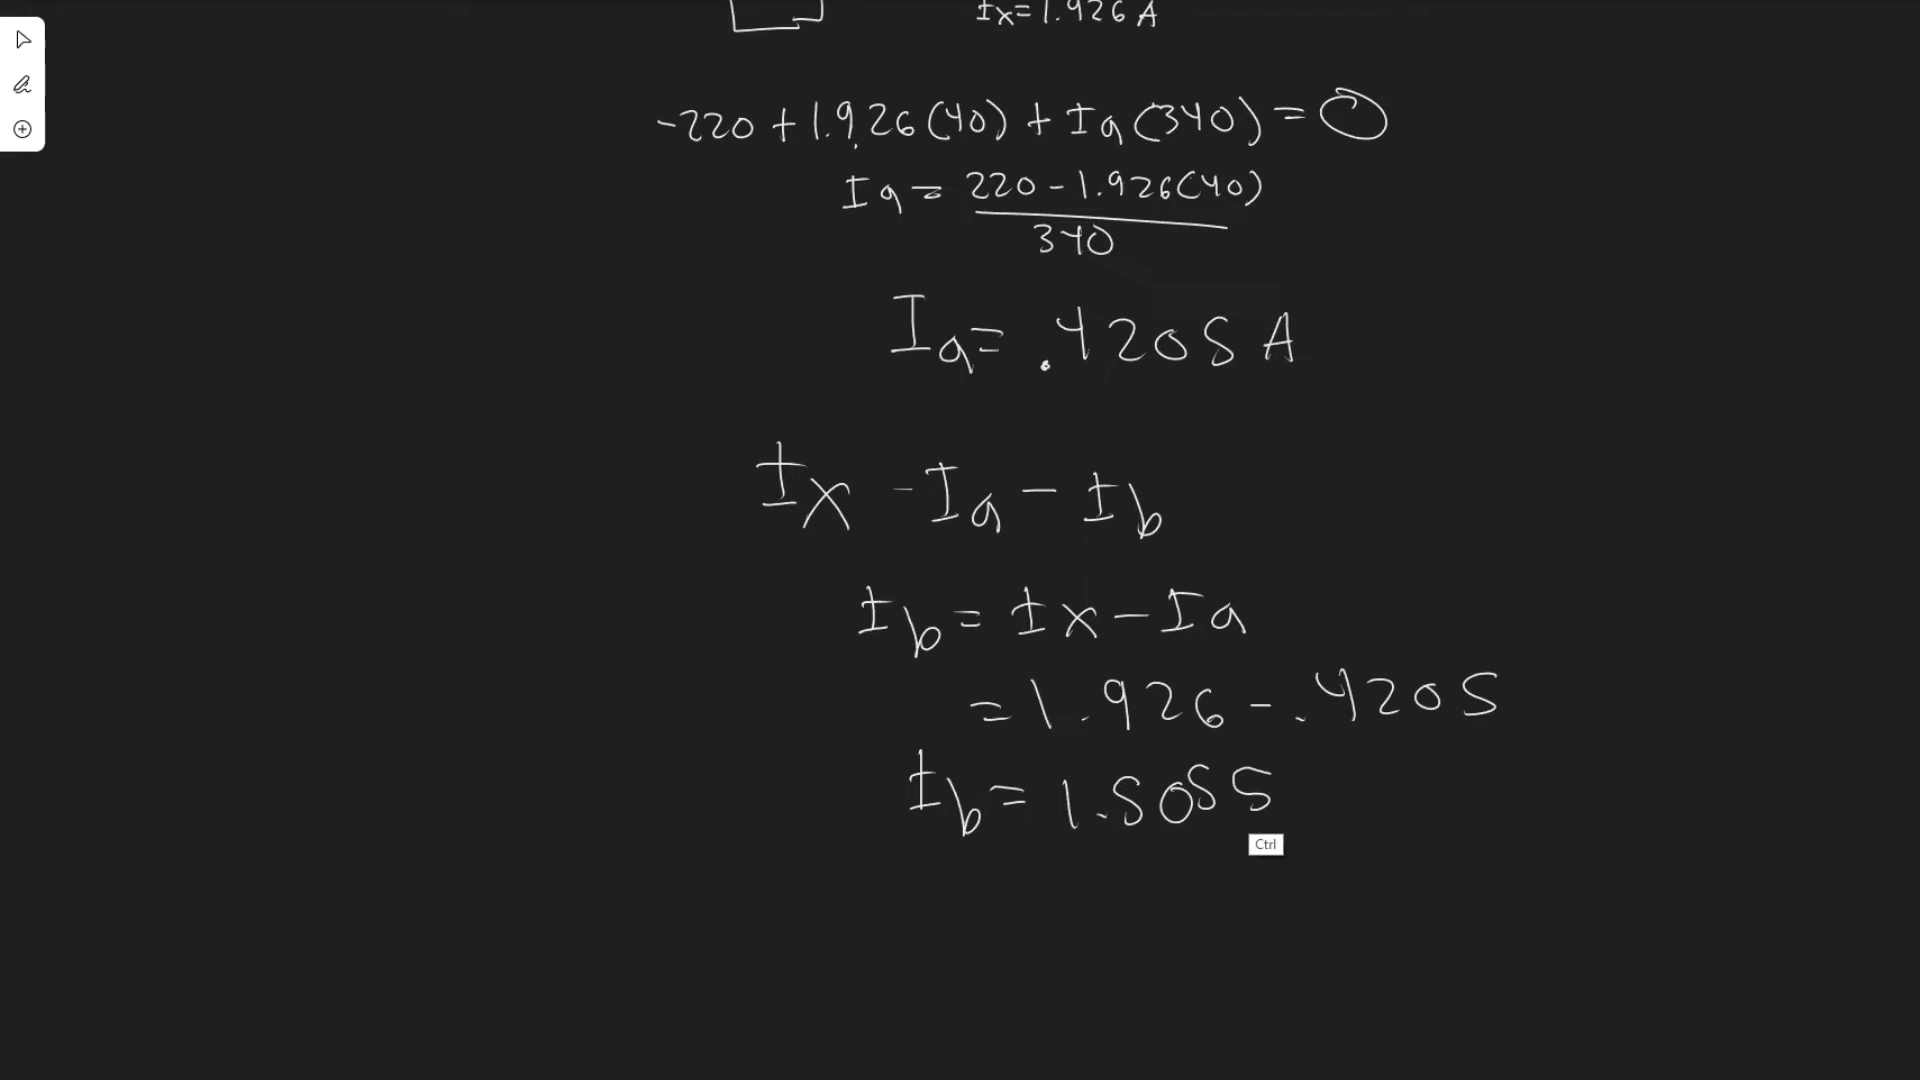 Ix=1.926 A
-220 + 1.926(40) + Ia(340) = 0
Ia = 220 - 1.926(40)
340
Ia = .4205 A
Ix - Ia - Ib
Ib = Ix - Ia
= 1.926 - .4205
Ib = 1.5055
Ctrl